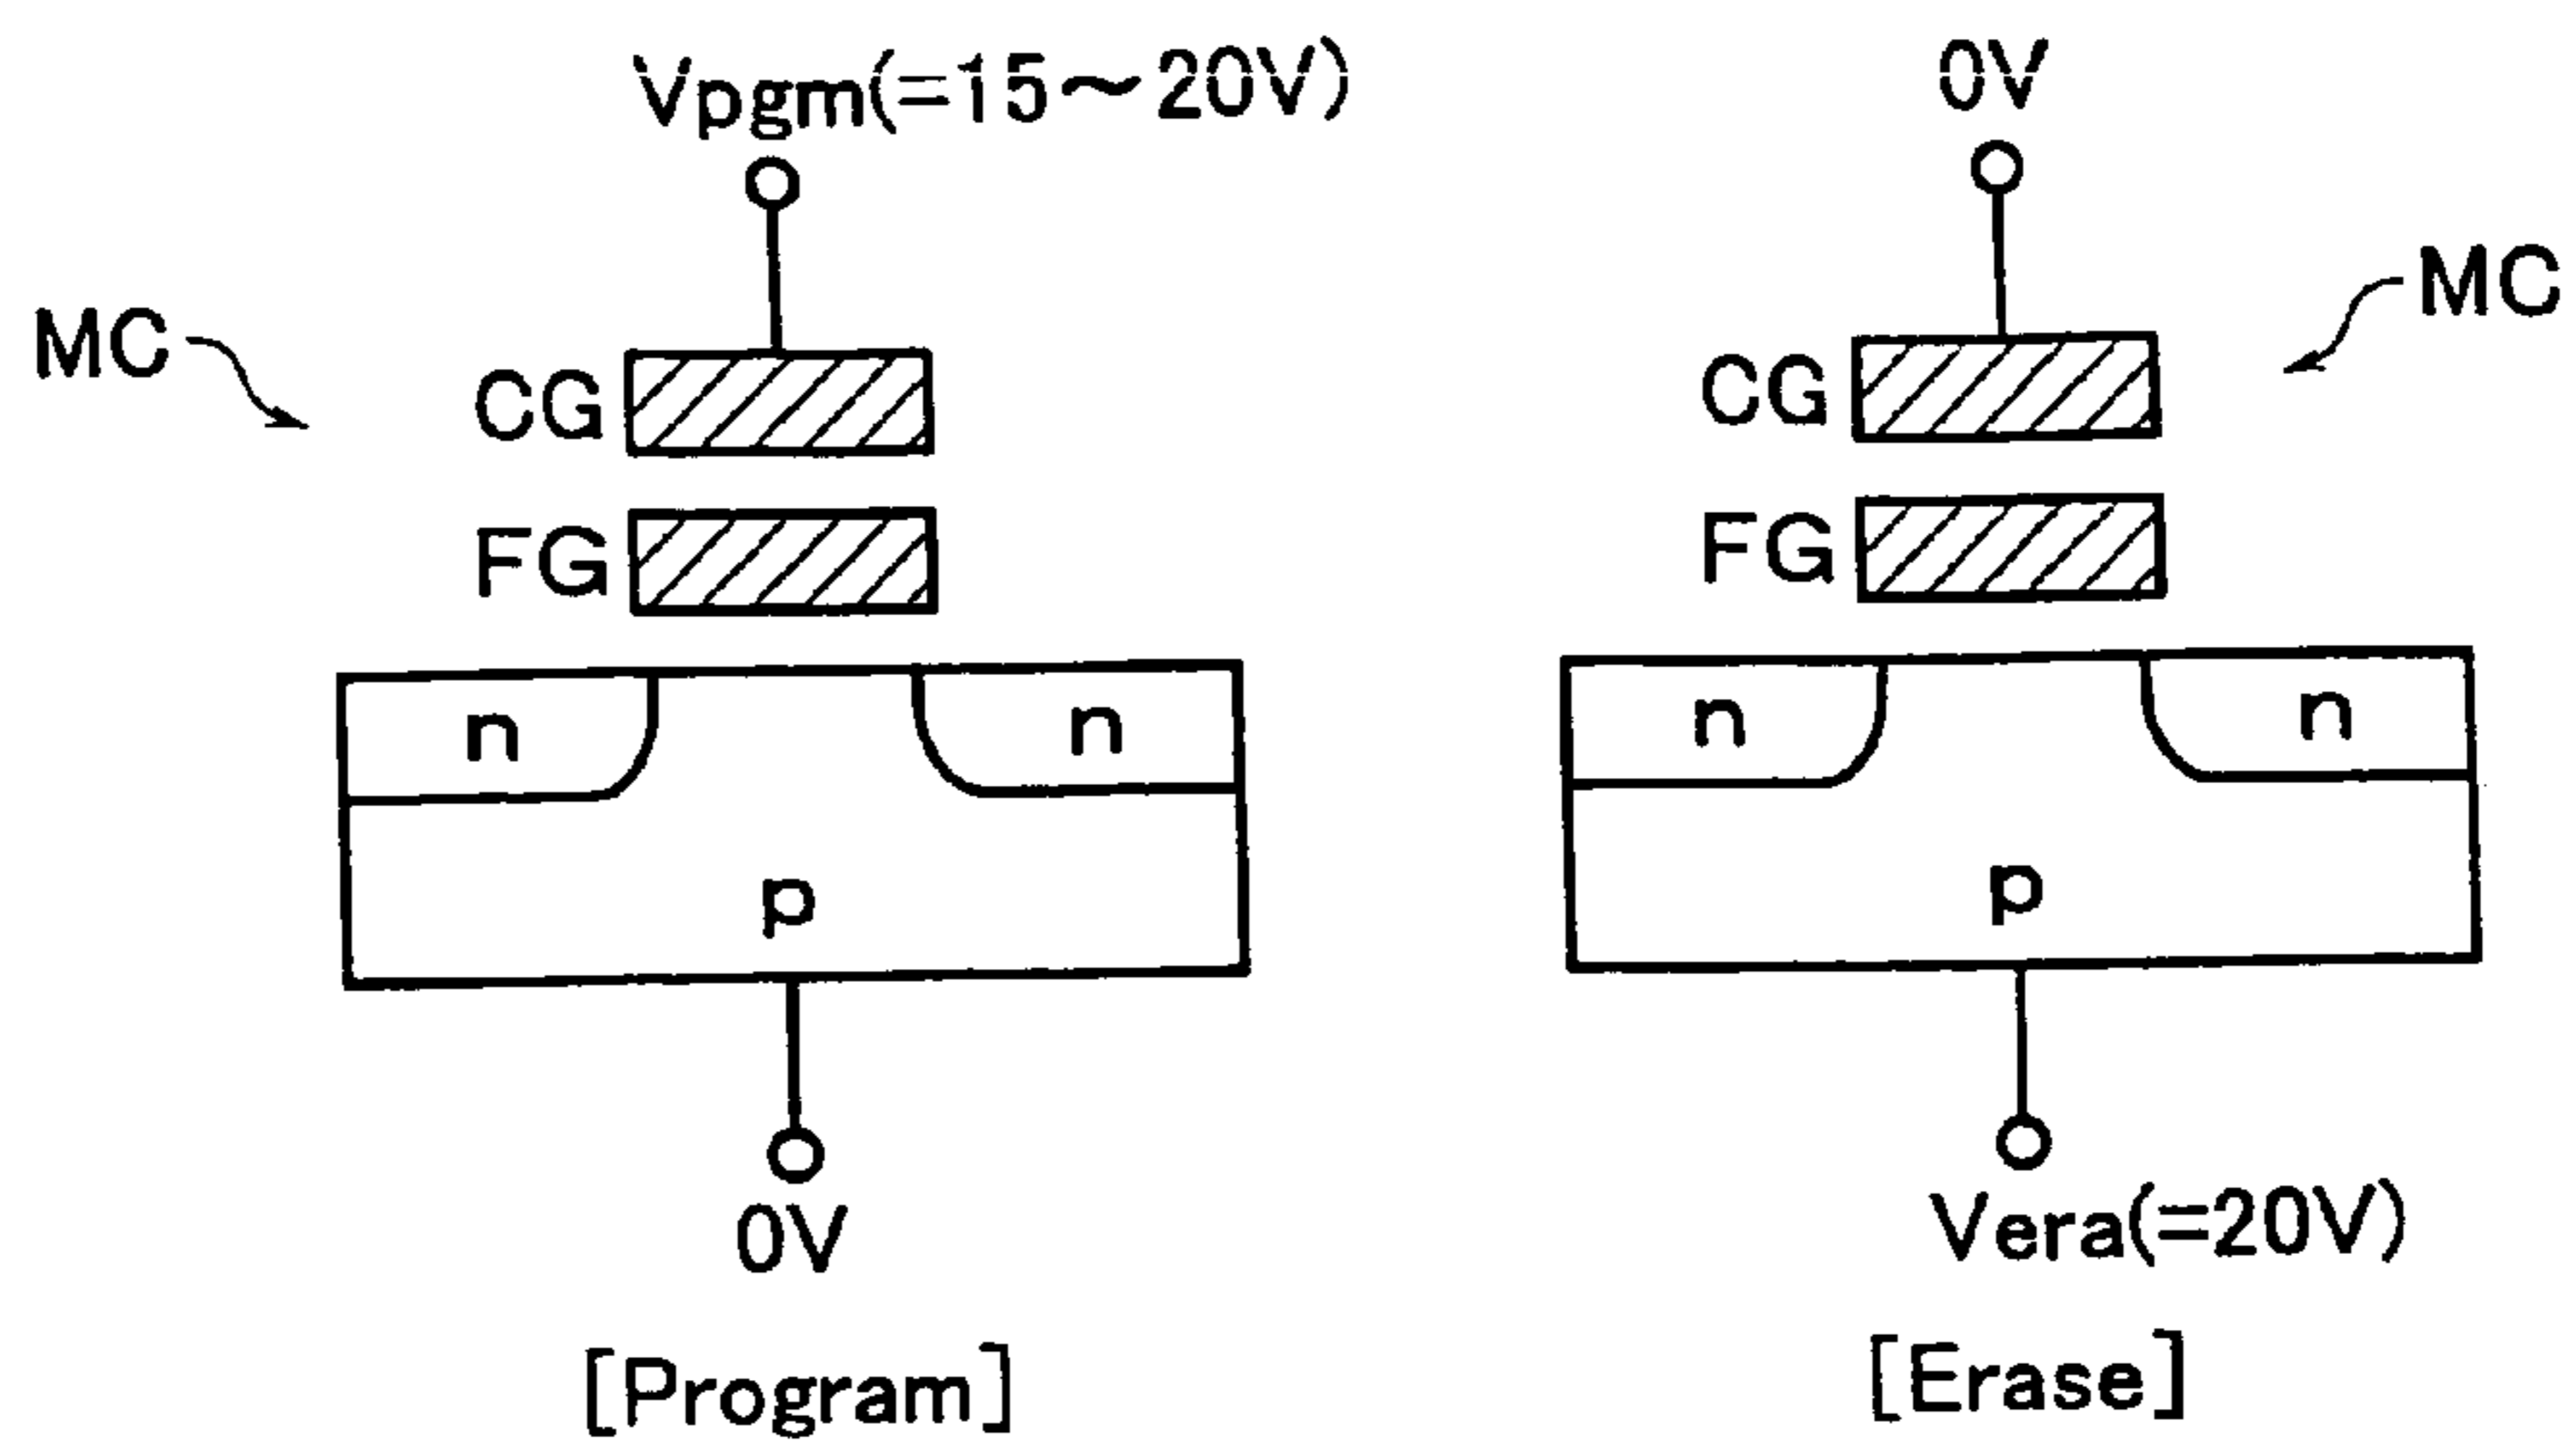 Vpgm(=15～20V)
MC
CG
FG
n
n
p
0V
[Program]
0V
MC
CG
FG
n
n
p
Vera(=20V)
[Erase]